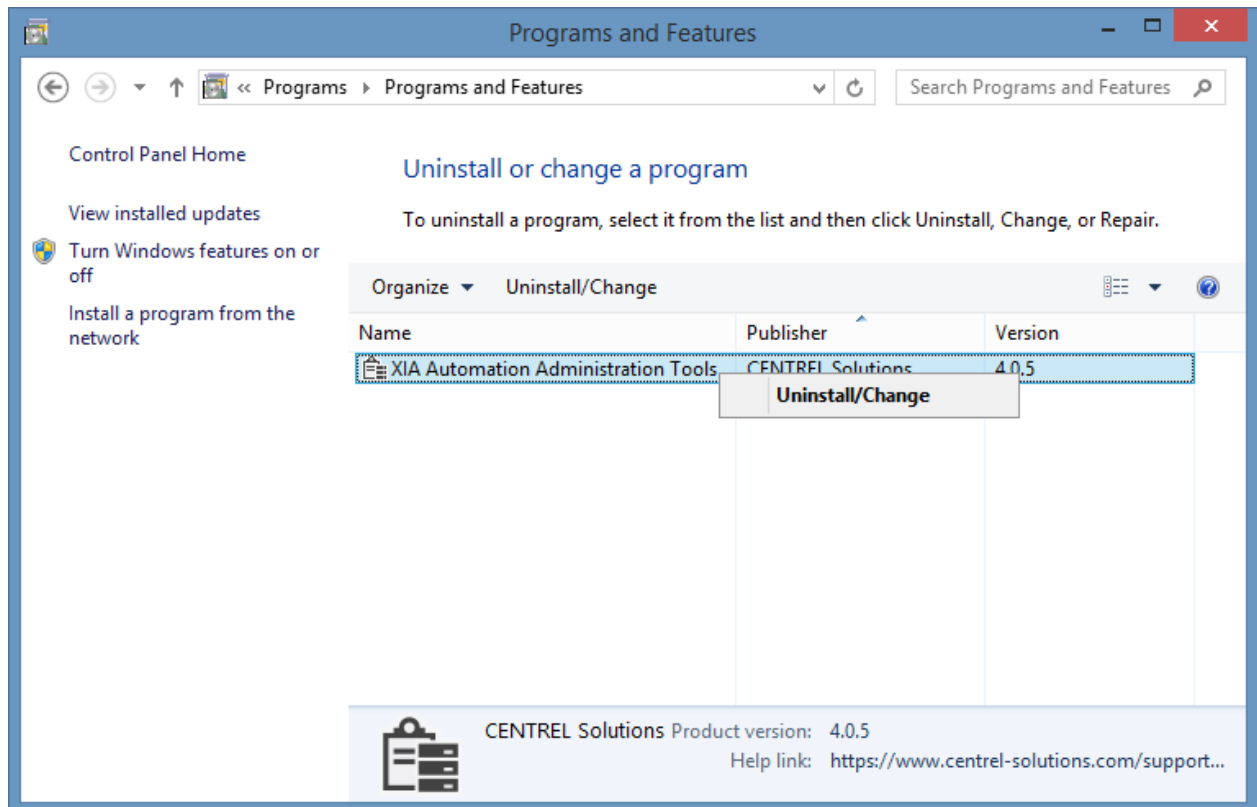 Programs and Features
« Programs Programs and Features Search Programs and Features
Control Panel Home
View installed updates
Turn Windows features on or
off
Install a program from the
network
Uninstall or change a program
To uninstall a program, select it from the list and then click Uninstall, Change, or Repair.
Organize Uninstall/Change
Name Publisher Version
XIA Automation Administration Tools CENTREL Solutions 4.0.5
Uninstall/Change
CENTREL Solutions Product version: 4.0.5
Help link: https://www.centrel-solutions.com/supp​ort...